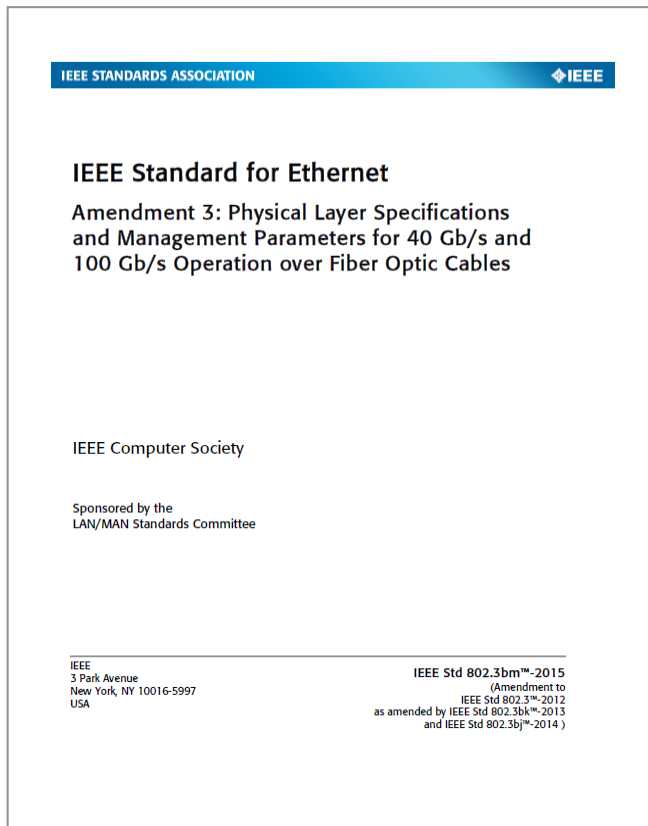 IEEE STANDARDS ASSOCIATION
IEEE
IEEE Standard for Ethernet
Amendment 3: Physical Layer Specifications
and Management Parameters for 40 Gb/s and
100 Gb/s Operation over Fiber Optic Cables
IEEE Computer Society
Sponsored by the
LAN/MAN Standards Committee
IEEE
3 Park Avenue
New York, NY 10016-5997
USA
IEEE Std 802.3bm™-2015
(Amendment to
IEEE Std 802.3™-2012
as amended by IEEE Std 802.3bk™-2013
and IEEE Std 802.3bj™-2014 )